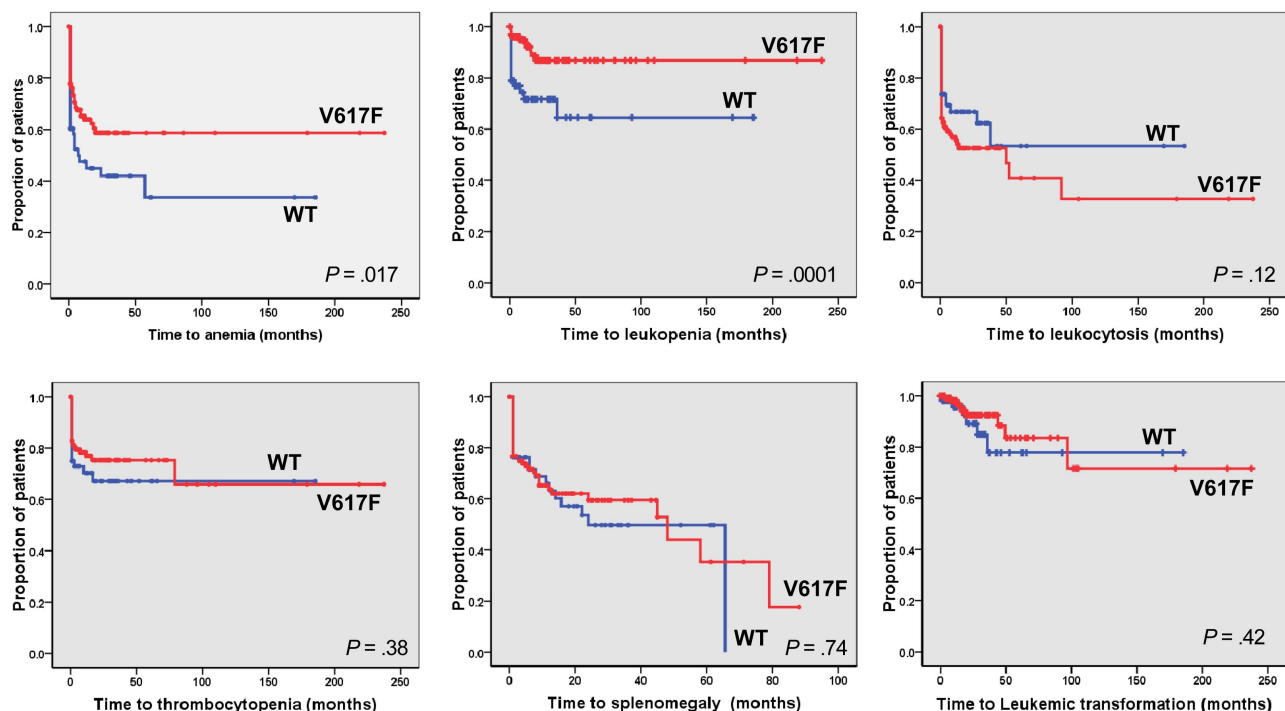 Proportion of patients
1.0
0.8
0.6
0.4
0.2
0.0
V617F
WT
P = .017
0 50 100 150 200 250
Time to anemia (months)
Proportion of patients
1.0
0.8
0.6
0.4
0.2
0.0
V617F
WT
P = .0001
0 50 100 150 200 250
Time to leukopenia (months)
Proportion of patients
1.0
0.8
0.6
0.4
0.2
0.0
WT
V617F
P = .12
0 50 100 150 200 250
Time to leukocytosis (months)
Proportion of patients
1.0
0.8
0.6
0.4
0.2
0.0
WT
V617F
P = .38
0 50 100 150 200 250
Time to thrombocytopenia (months)
Proportion of patients
1.0
0.8
0.6
0.4
0.2
0.0
V617F
WT
P = .74
0 20 40 60 80 100
Time to splenomegaly (months)
Proportion of patients
1.0
0.8
0.6
0.4
0.2
0.0
WT
V617F
P = .42
0 50 100 150 200 250
Time to Leukemic transformation (months)